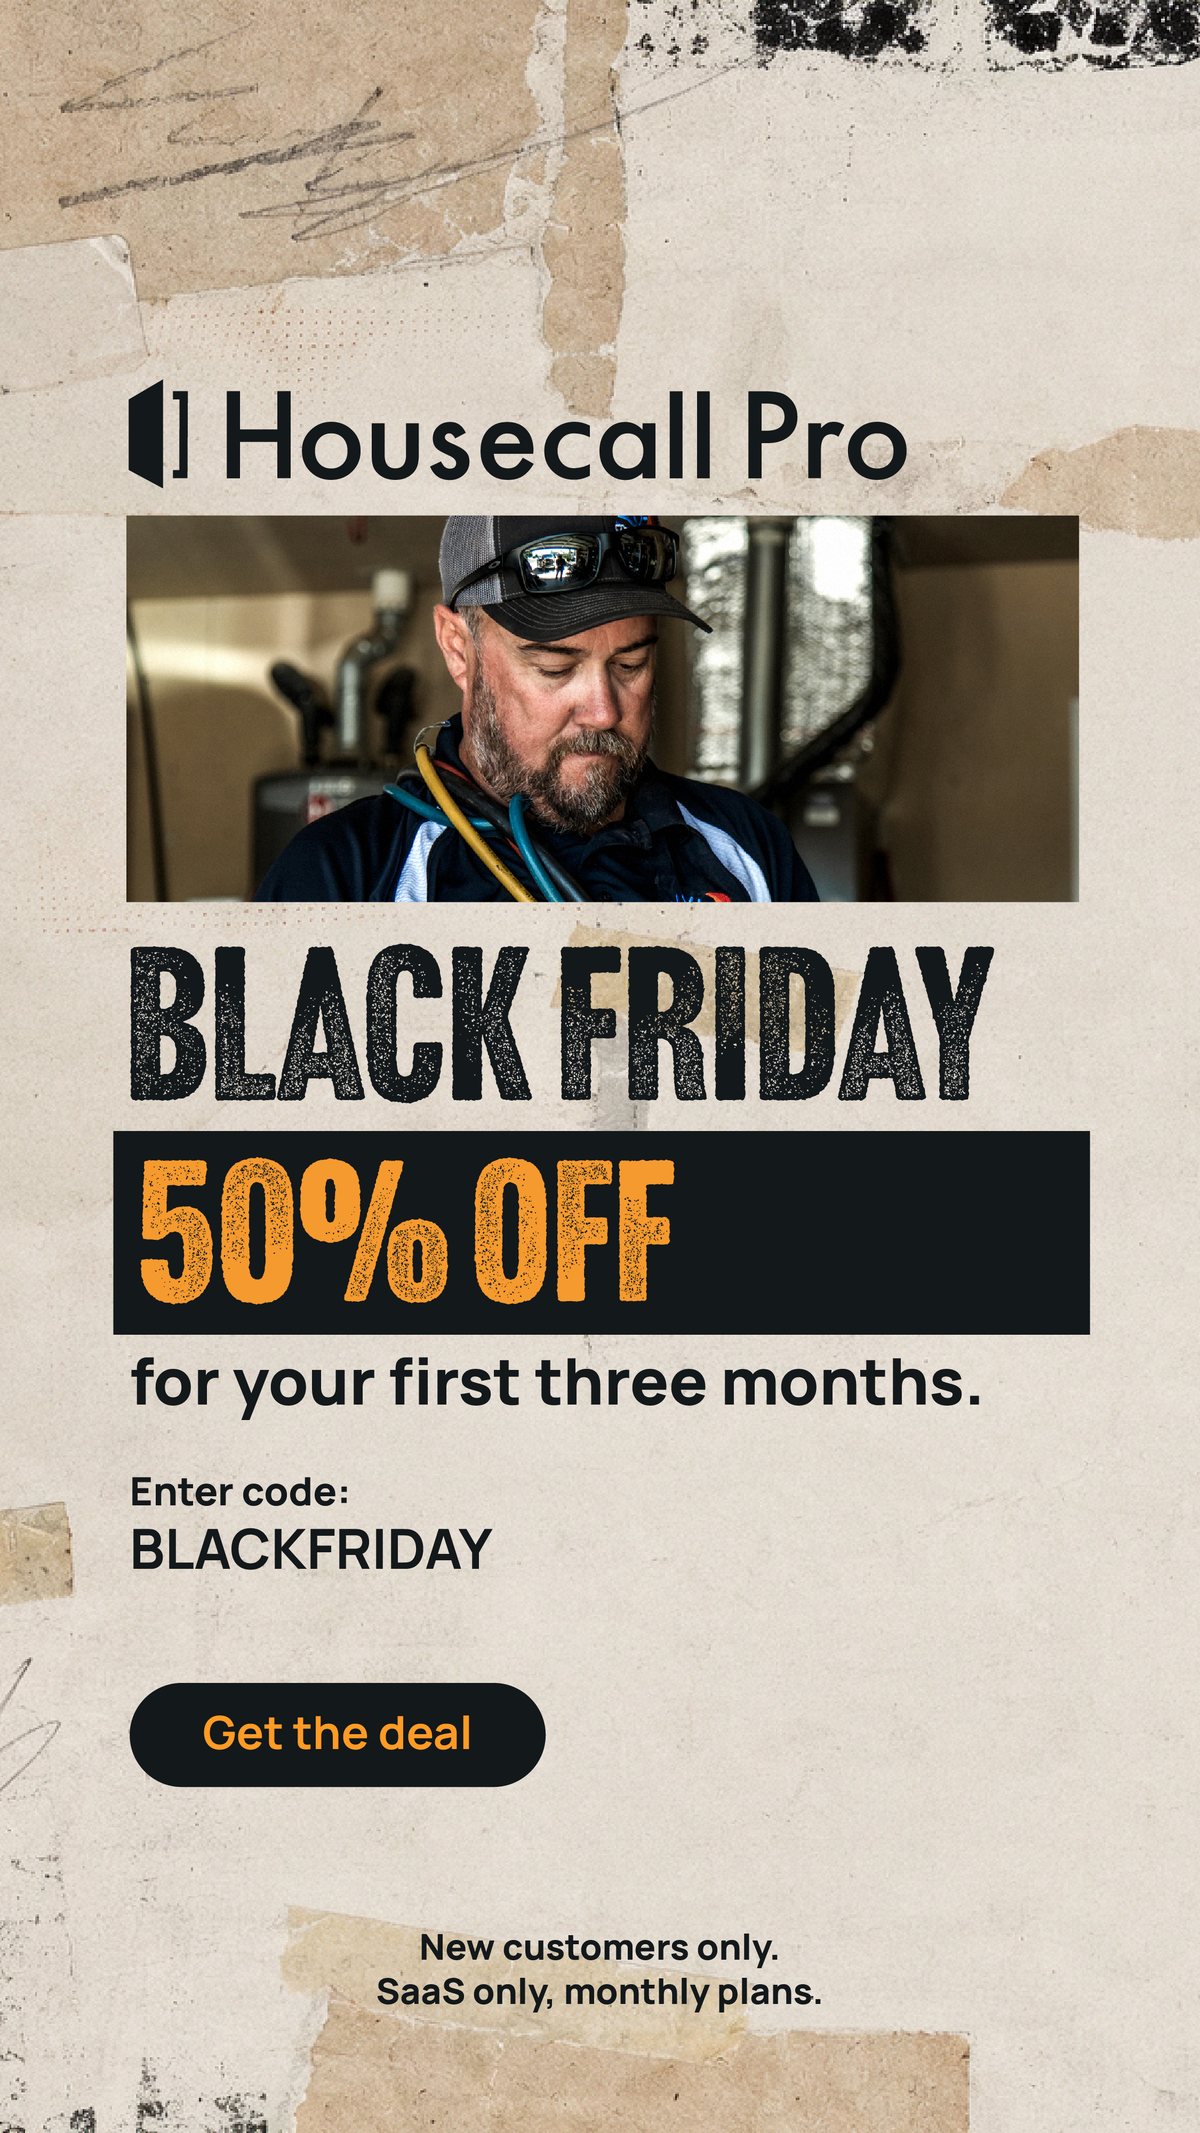 Housecall Pro
BLACK FRIDAY
50% OFF
for your first three months.
Enter code:
BLACKFRIDAY
Get the deal
New customers only.
SaaS only, monthly plans.